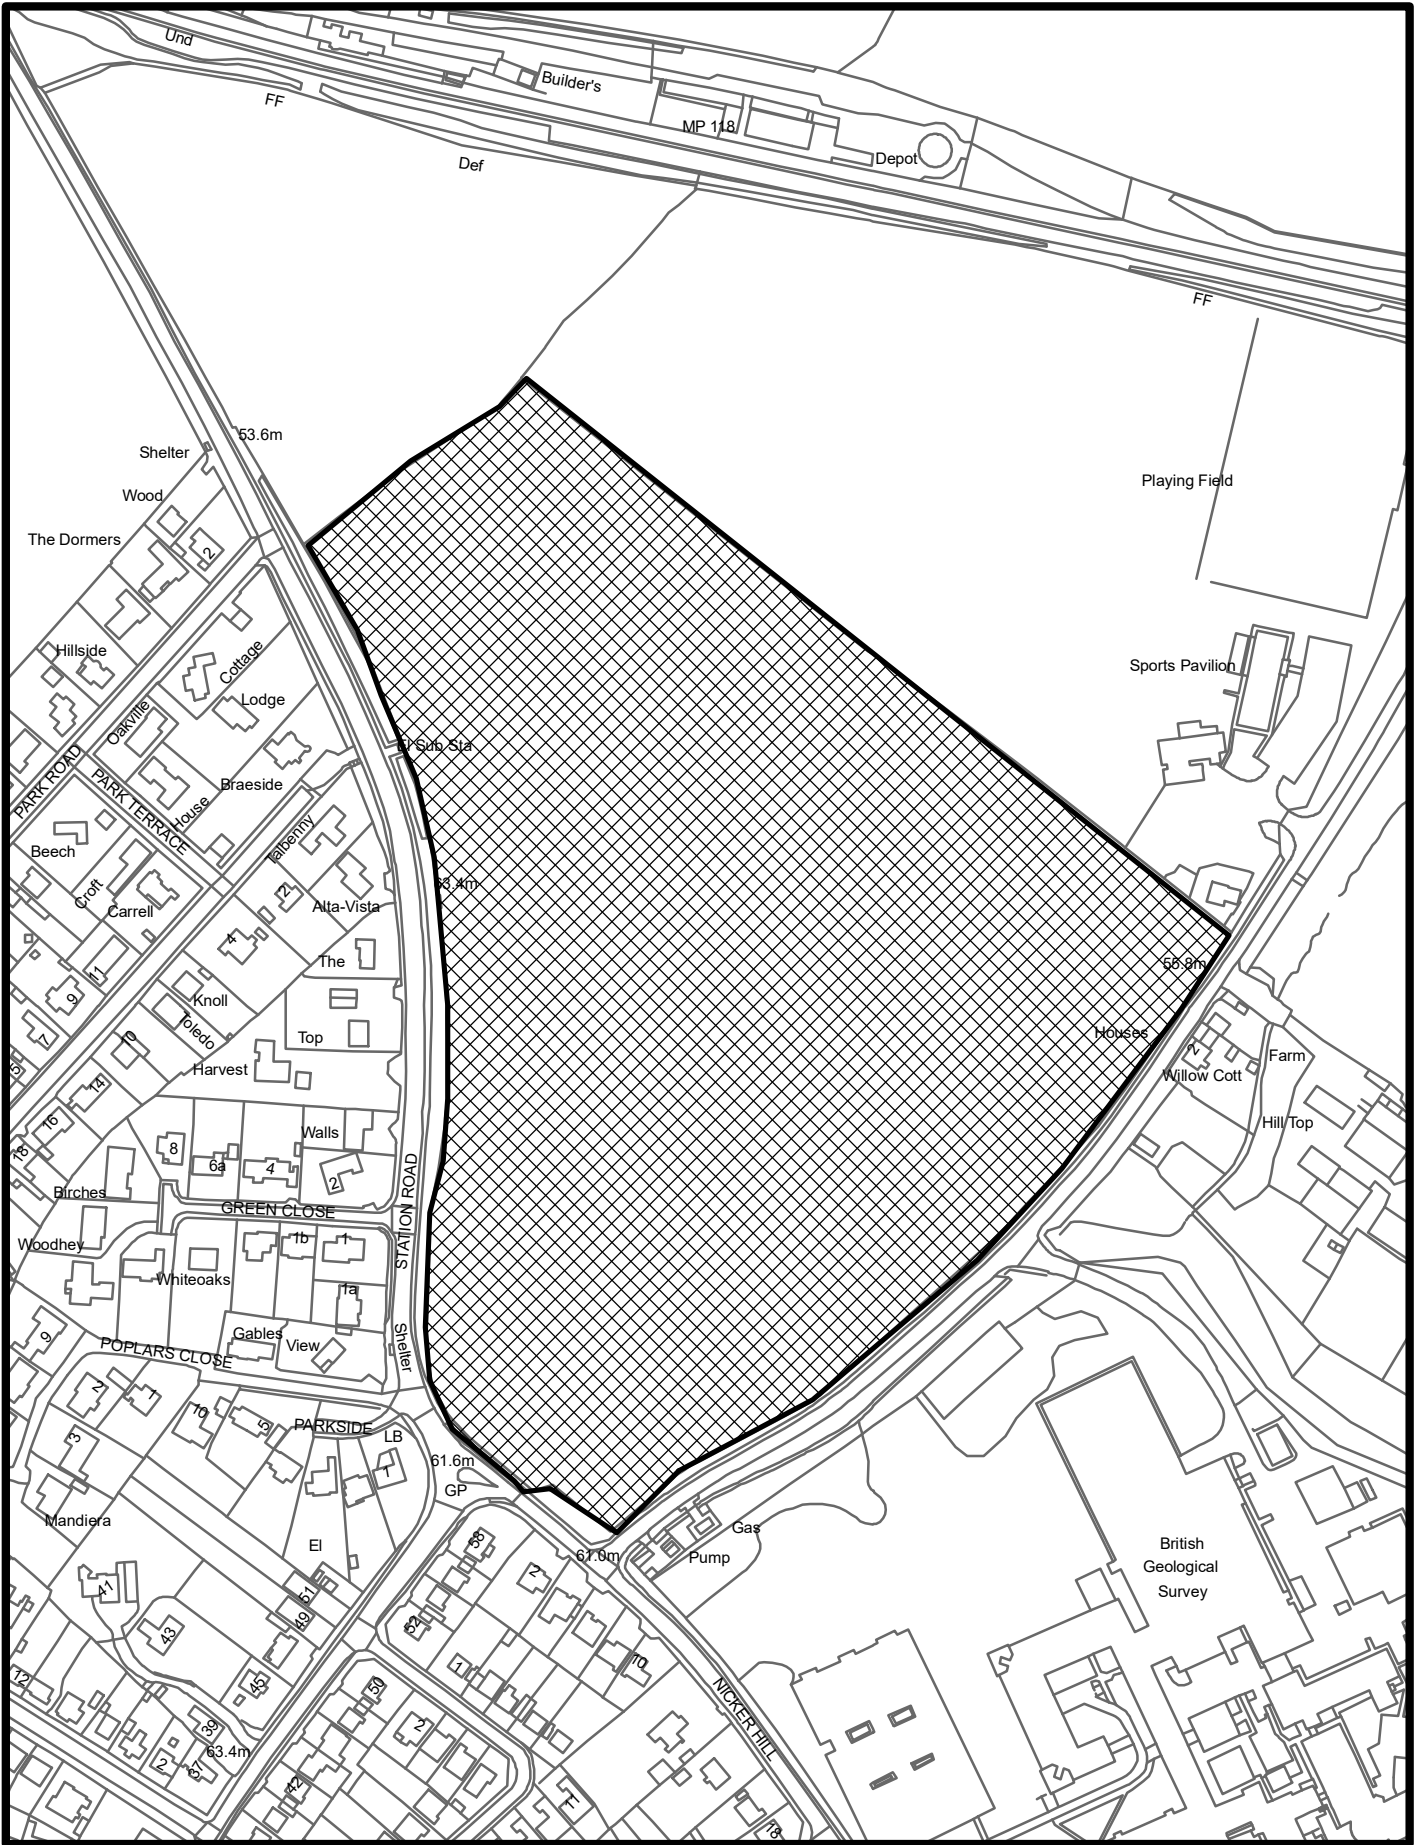 Und
Builder's
FF
MP 118
Def
Depot
FF
53.6m
Shelter
Wood
Playing Field
The Dormers
2
Hillside
Cottage
Sports Pavilion
Lodge
Oakville
El Sub Sta
PARK ROAD
PARK TERRACE
Braeside
House
Talbenny
Beech
63.4m
Croft
2
Carrell
Alta-Vista
4
The
55.8m
11
9
Knoll
Toledo
7
10
Top
Houses
2
Farm
5
Harvest
Willow Cott
14
16
Walls
Hill Top
8
18
6a
4
2
Birches
STATION ROAD
GREEN CLOSE
Woodhey
1b
1
Whiteoaks
1a
9
Gables
View
Shelter
POPLARS CLOSE
2
1
10
5
PARKSIDE
LB
3
61.6m
1
GP
Mandiera
Gas
El
58
61.0m
Pump
British
Geological
Survey
2
41
51
49
52
43
1
10
12
45
50
NICKER HILL
39
2
63.4m
2
37
42
18